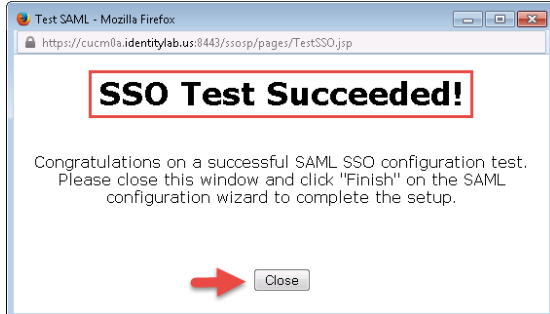 Test SAML - Mozilla Firefox
https://cucm0a.identitylab.us:8443/ssosp/pages/TestSSO.jsp
SSO Test Succeeded!
Congratulations on a successful SAML SSO configuration test.
Please close this window and click "Finish" on the SAML
configuration wizard to complete the setup.
Close